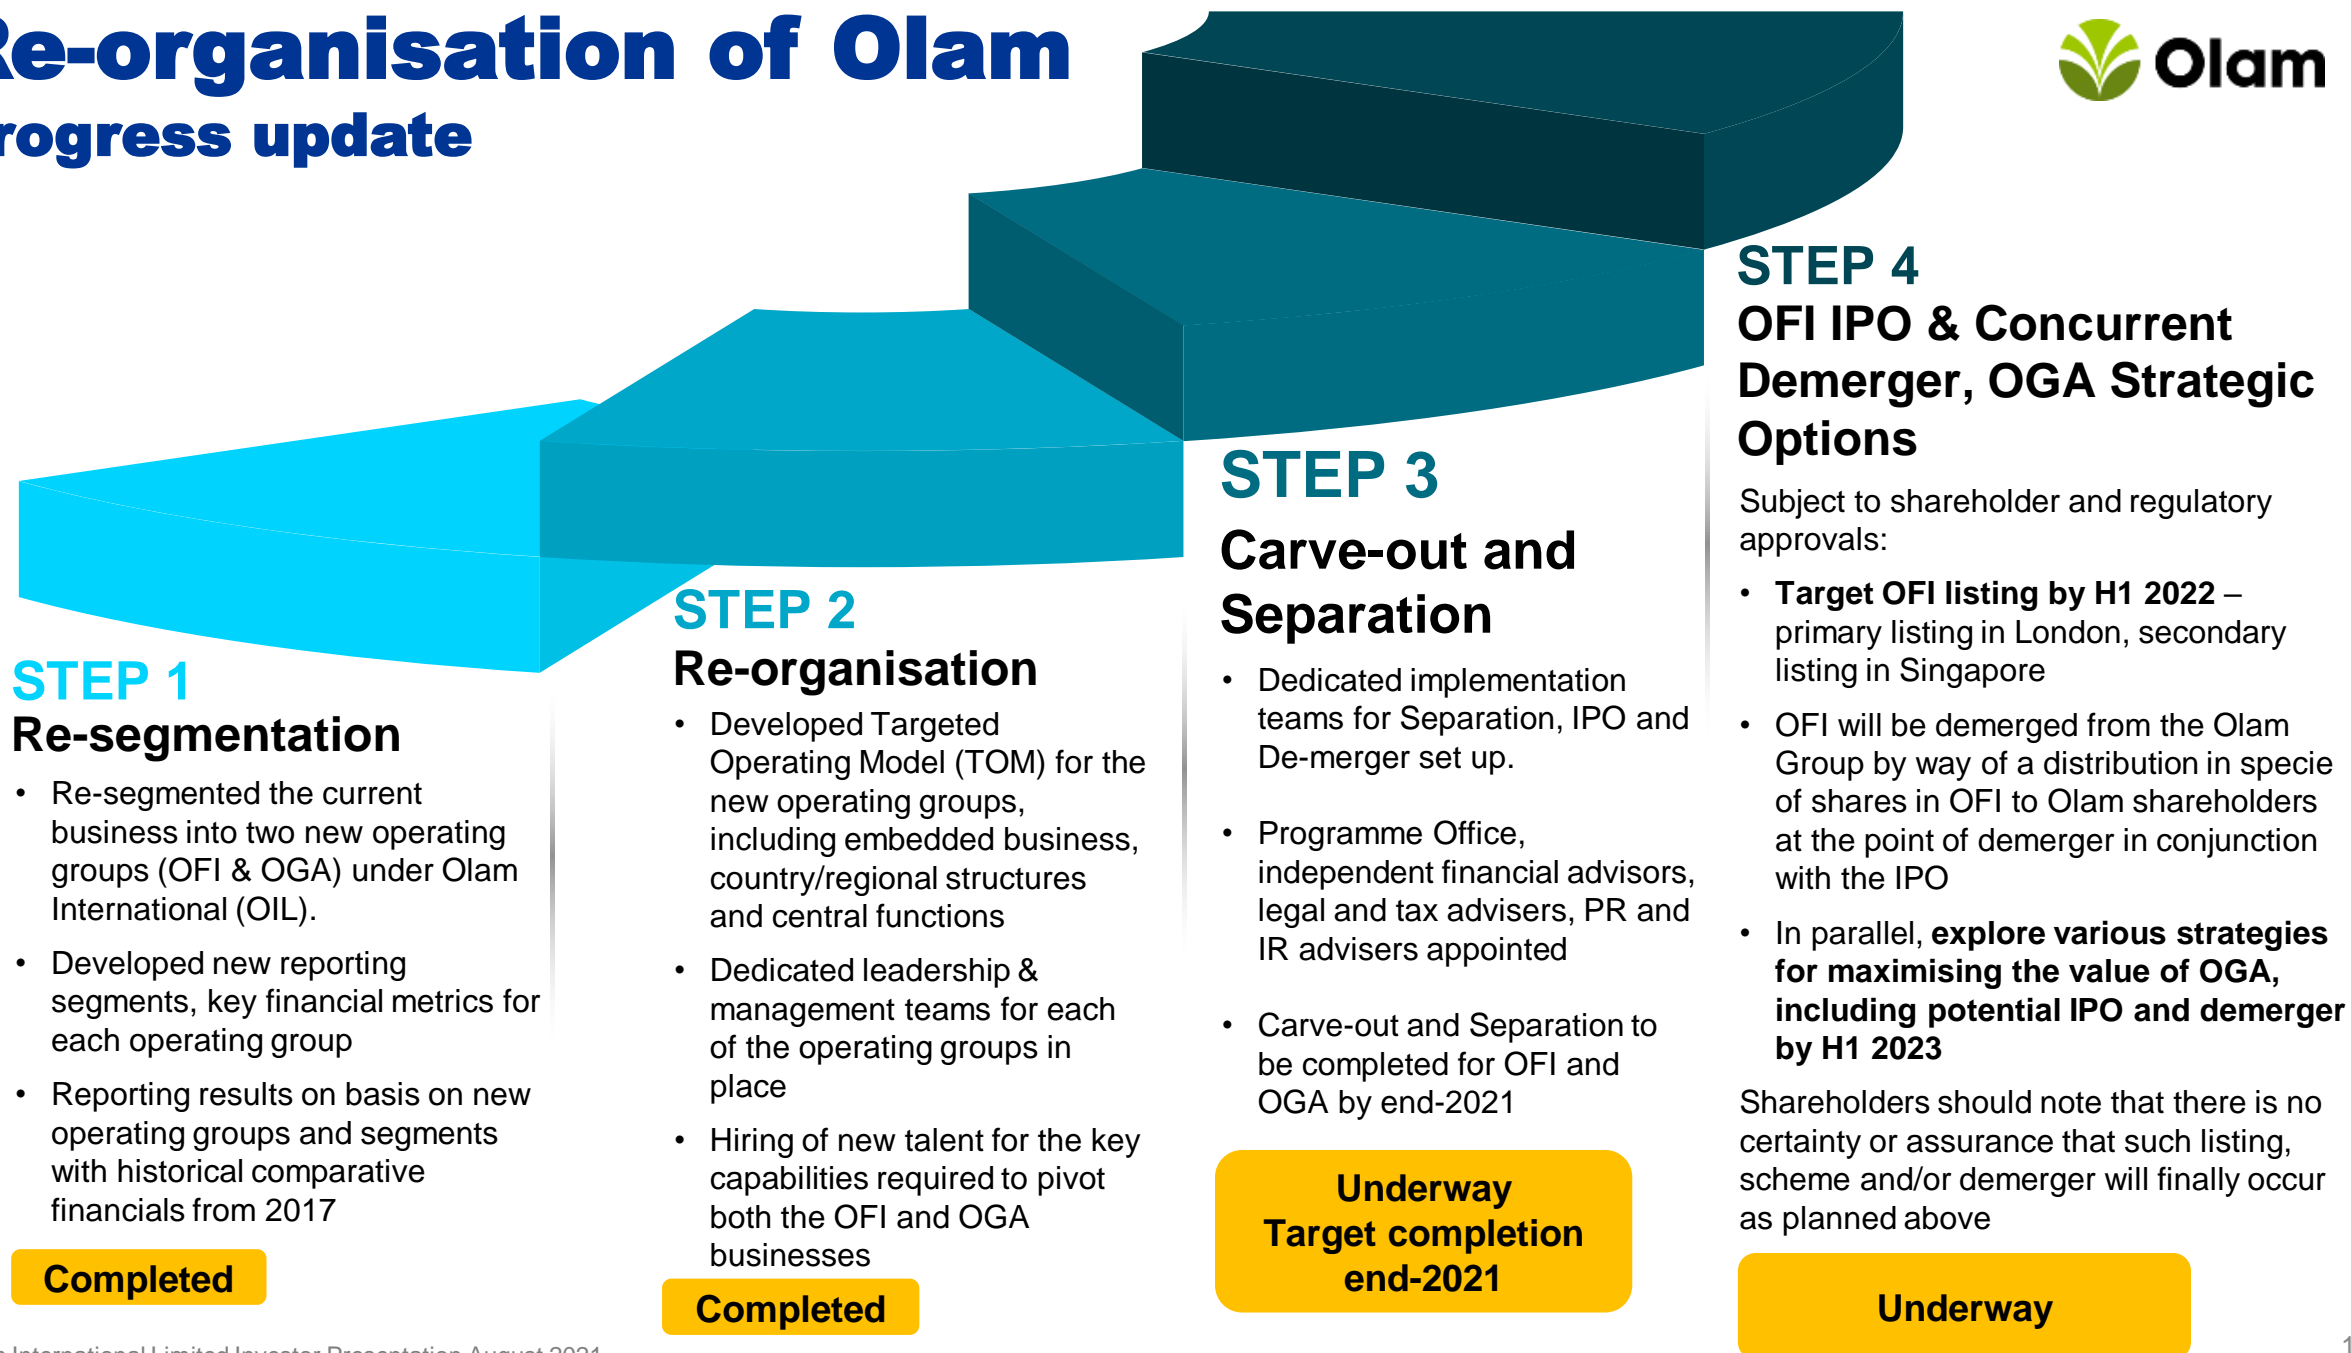 Re-organisation of Olam
rogress update
Olam
STEP 1
Re-segmentation
• Re-segmented the current
business into two new operating
groups (OFI & OGA) under Olam
International (OIL).
• Developed new reporting
segments, key financial metrics for
each operating group
• Reporting results on basis on new
operating groups and segments
with historical comparative
financials from 2017
Completed
STEP 2
Re-organisation
• Developed Targeted
Operating Model (TOM) for the
new operating groups,
including embedded business,
country/regional structures
and central functions
• Dedicated leadership &
management teams for each
of the operating groups in
place
• Hiring of new talent for the key
capabilities required to pivot
both the OFI and OGA
businesses
Completed
STEP 3
Carve-out and
Separation
• Dedicated implementation
teams for Separation, IPO and
De-merger set up.
• Programme Office,
independent financial advisors,
legal and tax advisers, PR and
IR advisers appointed
• Carve-out and Separation to
be completed for OFI and
OGA by end-2021
Underway
Target completion
end-2021
STEP 4
OFI IPO & Concurrent
Demerger, OGA Strategic
Options
Subject to shareholder and regulatory
approvals:
• Target OFI listing by H1 2022 –
primary listing in London, secondary
listing in Singapore
• OFI will be demerged from the Olam
Group by way of a distribution in specie
of shares in OFI to Olam shareholders
at the point of demerger in conjunction
with the IPO
• In parallel, explore various strategies
for maximising the value of OGA,
including potential IPO and demerger
by H1 2023
Shareholders should note that there is no
certainty or assurance that such listing,
scheme and/or demerger will finally occur
as planned above
Underway
International Limited Investor Presentation August 2021